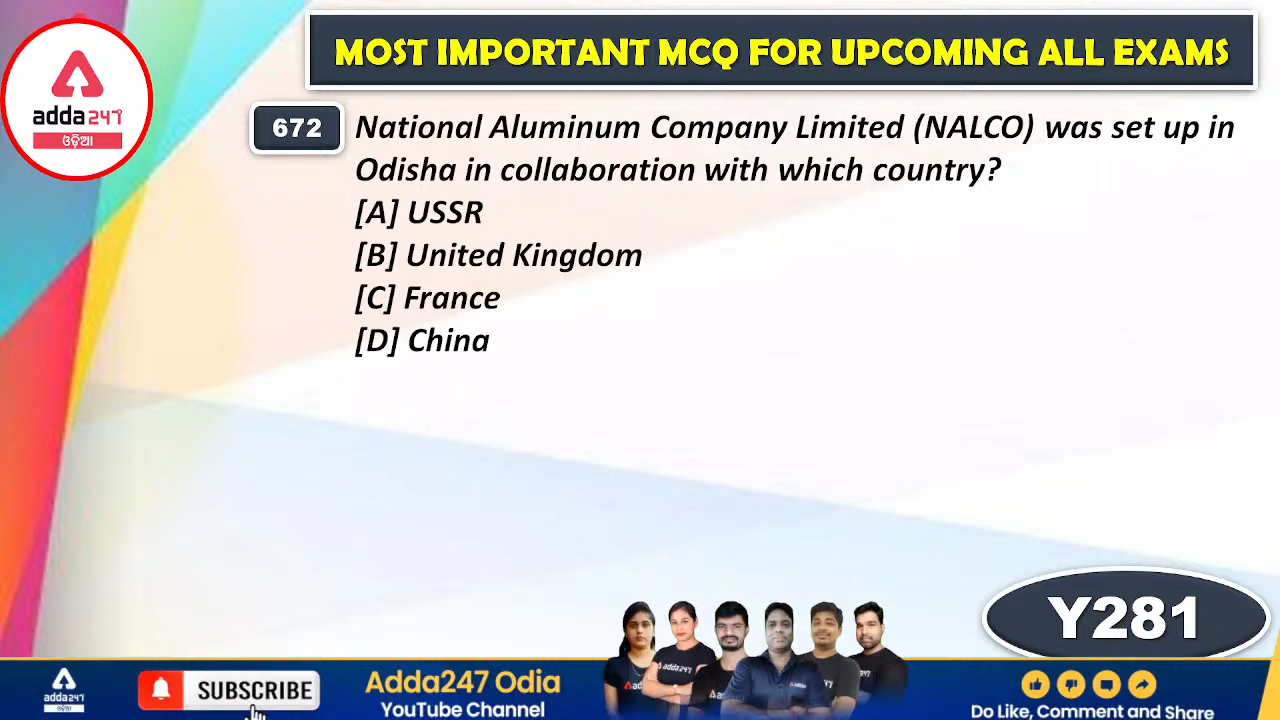 adda247
ଓଡ଼ିଆ
MOST IMPORTANT MCQ FOR UPCOMING ALL EXAMS
672
National Aluminum Company Limited (NALCO) was set up in
Odisha in collaboration with which country?
[A] USSR
[B] United Kingdom
[C] France
[D] China
Y281
adda247
ଓଡ଼ିଆ
SUBSCRIBE
Adda247 Odia
YouTube Channel
adda247
Do Like, Comment and Share